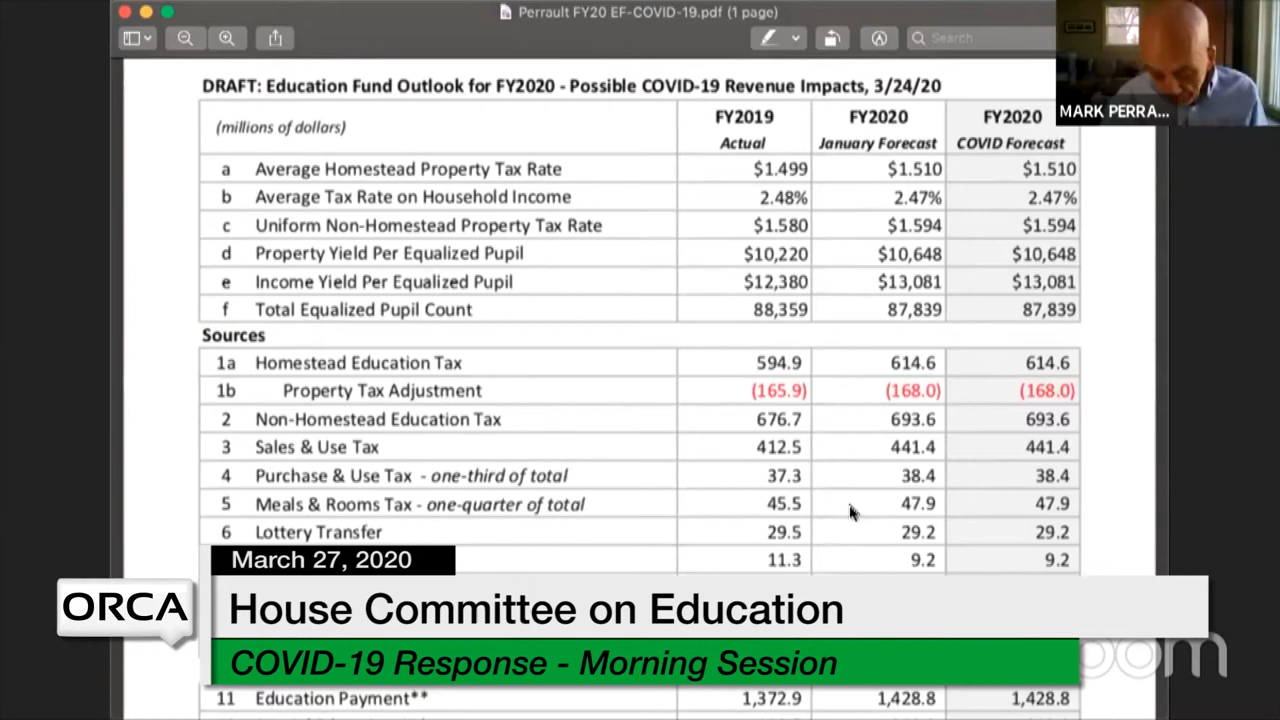 Perrault FY20 EF-COVID-19.pdf (1 page)
Search
MARK PERRA...
DRAFT: Education Fund Outlook for FY2020 - Possible COVID-19 Revenue Impacts, 3/24/20
(millions of dollars) FY2019 Actual FY2020 January Forecast FY2020 COVID Forecast
a Average Homestead Property Tax Rate $1.499 $1.510 $1.510
b Average Tax Rate on Household Income 2.48% 2.47% 2.47%
c Uniform Non-Homestead Property Tax Rate $1.580 $1.594 $1.594
d Property Yield Per Equalized Pupil $10,220 $10,648 $10,648
e Income Yield Per Equalized Pupil $12,380 $13,081 $13,081
f Total Equalized Pupil Count 88,359 87,839 87,839
Sources
1a Homestead Education Tax 594.9 614.6 614.6
1b Property Tax Adjustment (165.9) (168.0) (168.0)
2 Non-Homestead Education Tax 676.7 693.6 693.6
3 Sales & Use Tax 412.5 441.4 441.4
4 Purchase & Use Tax - one-third of total 37.3 38.4 38.4
5 Meals & Rooms Tax - one-quarter of total 45.5 47.9 47.9
6 Lottery Transfer 29.5 29.2 29.2
11.3 9.2 9.2
March 27, 2020
ORCA
House Committee on Education
COVID-19 Response - Morning Session
11 Education Payment** 1,372.9 1,428.8 1,428.8